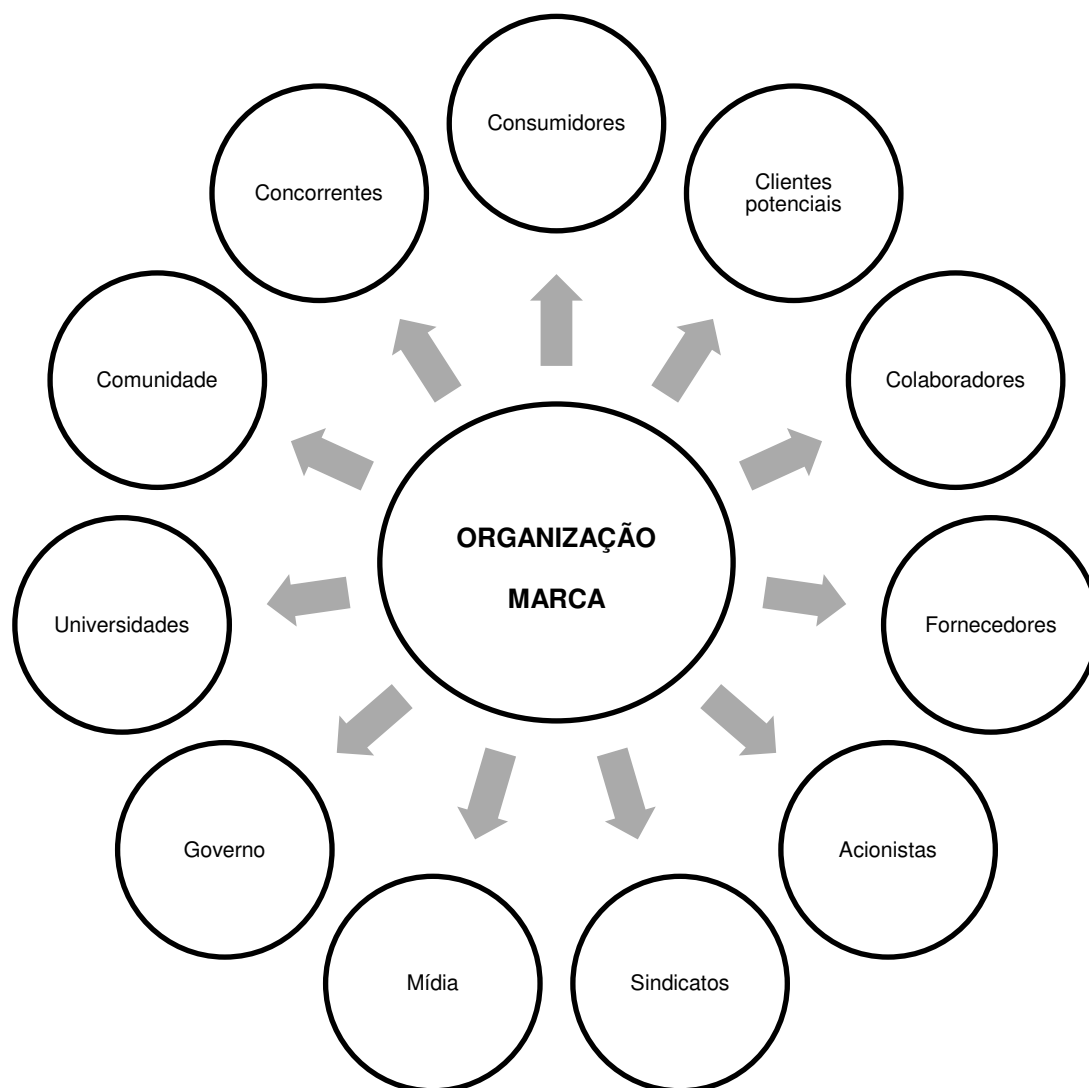 Consumidores
Clientes
potenciais
Colaboradores
Fornecedores
Acionistas
Sindicatos
Mídia
Governo
Universidades
Comunidade
Concorrentes
ORGANIZAÇÃO
MARCA